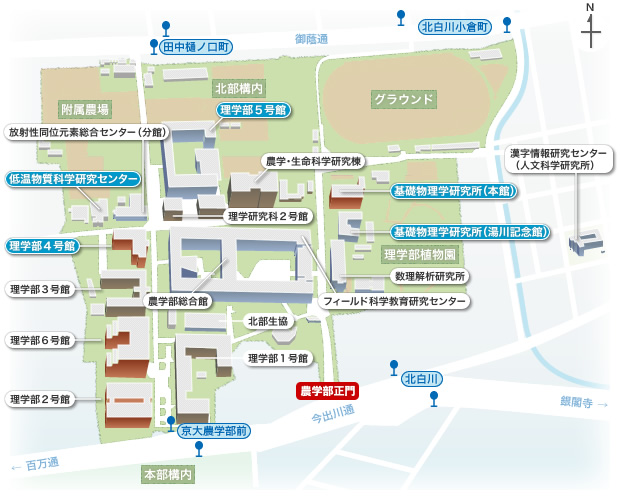 N
北白川小倉町
田中樋ノ口町
御蔭通
北部構内
グラウンド
附属農場
理学部5号館
放射性同位元素総合センター(分館)
農学・生命科学研究棟
漢字情報研究センター
(人文科学研究所)
低温物質科学研究センター
基礎物理学研究所(本館)
理学研究科2号館
基礎物理学研究所(湯川記念館)
理学部4号館
理学部植物園
数理解析研究所
理学部3号館
農学部総合館
フィールド科学教育研究センター
北部生協
理学部6号館
理学部1号館
北白川
農学部正門
理学部2号館
今出川通
銀閣寺 →
京大農学部前
← 百万通
本部構内